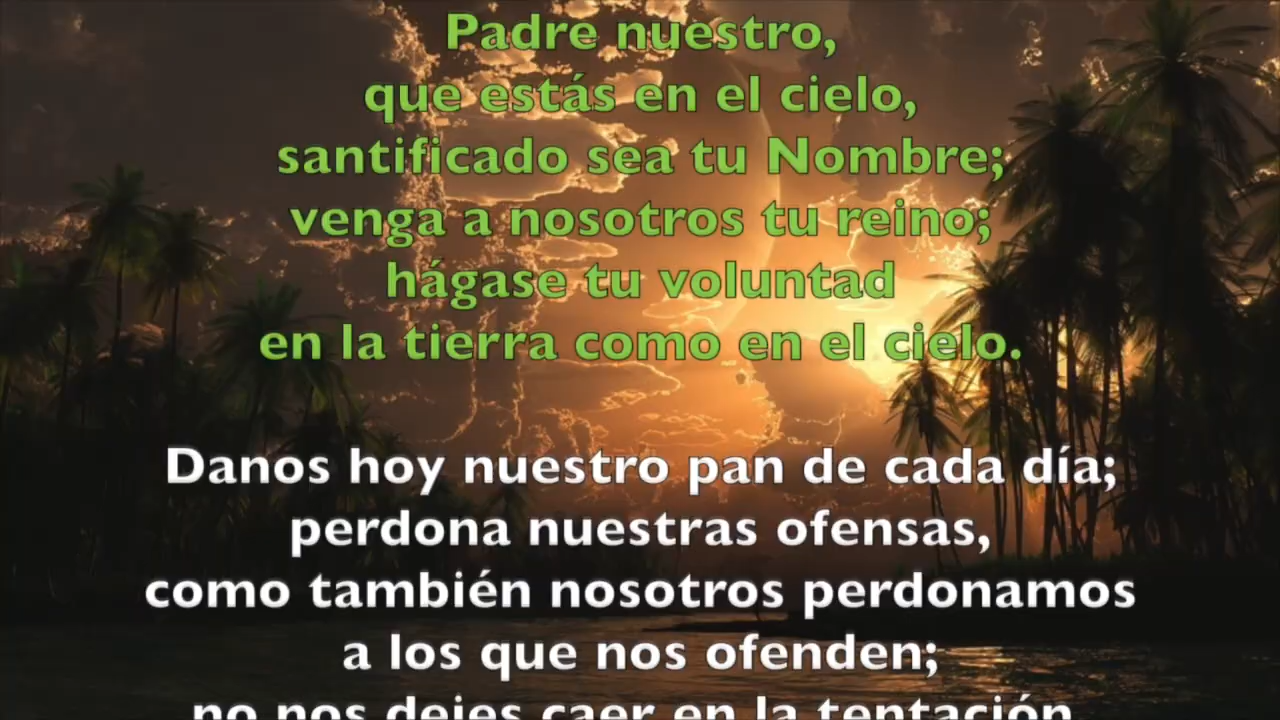 Padre nuestro,
que estás en el cielo,
santificado sea tu Nombre;
venga a nosotros tu reino;
hágase tu voluntad
en la tierra como en el cielo.
Danos hoy nuestro pan de cada día;
perdona nuestras ofensas,
como también nosotros perdonamos
a los que nos ofenden;
no nos dejes caer en la tentación